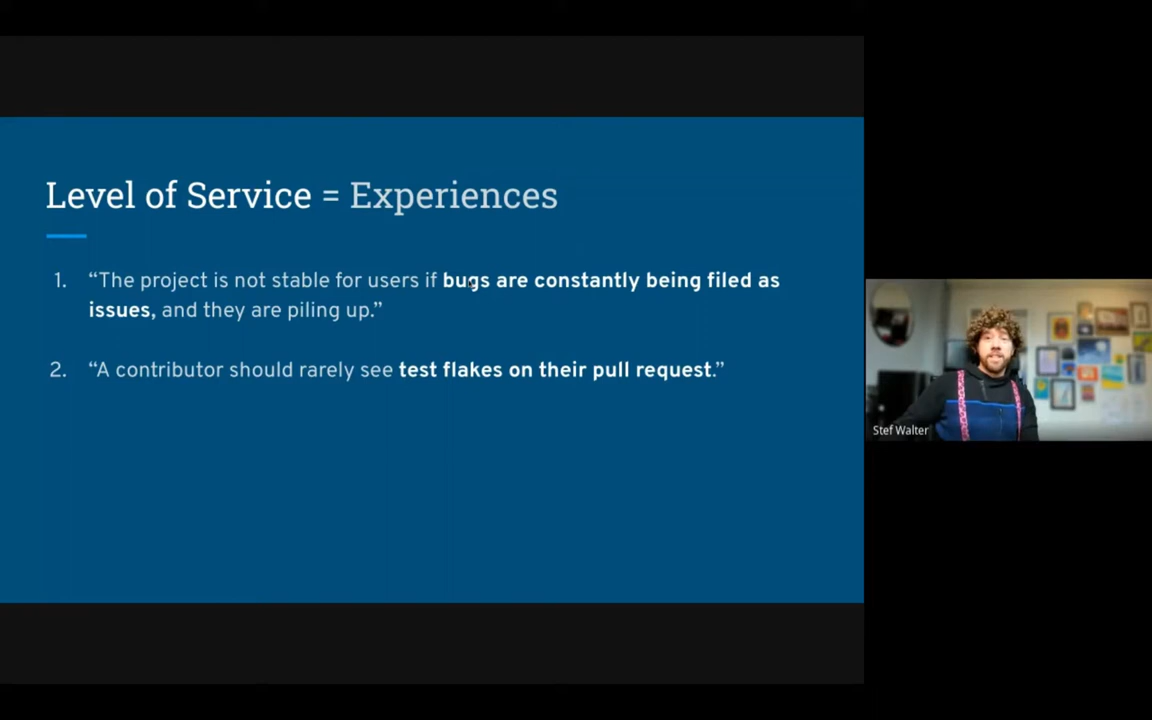 Level of Service = Experiences
1. “The project is not stable for users if bugs are constantly being filed as
issues, and they are piling up.”
2. “A contributor should rarely see test flakes on their pull request.”
Stef Walter